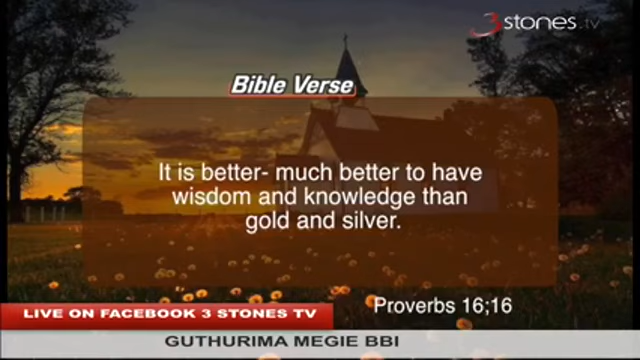 3stones.tv
Bible Verse
It is better- much better to have
wisdom and knowledge than
gold and silver.
Proverbs 16;16
LIVE ON FACEBOOK 3 STONES TV
GUTHURIMA MEGIE BBI